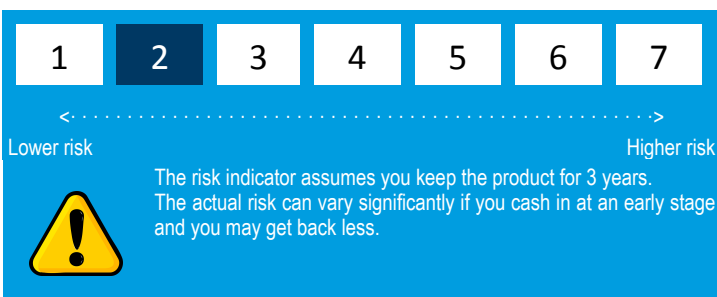 1 2 3 4 5 6 7
<·····················································>
Lower risk Higher risk
The risk indicator assumes you keep the product for 3 years.
The actual risk can vary significantly if you cash in at an early stage
and you may get back less.